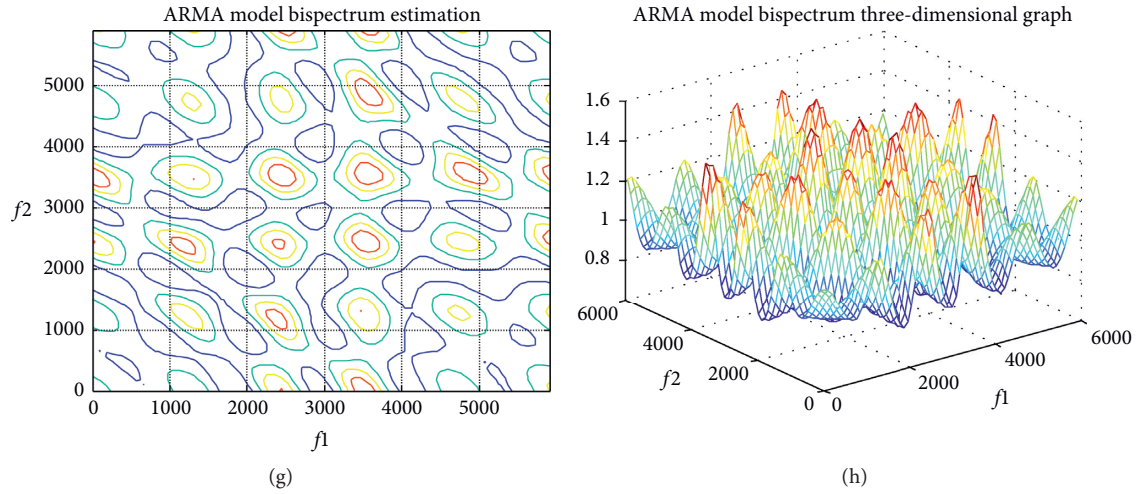 ARMA model bispectrum estimation
5000
4000
f2
3000
2000
1000
0
0 1000 2000 3000 4000 5000
f1
(g)
ARMA model bispectrum three-dimensional graph
1.6
1.4
1.2
1
0.8
6000
4000
2000
0
f2
0
2000
4000
6000
f1
(h)